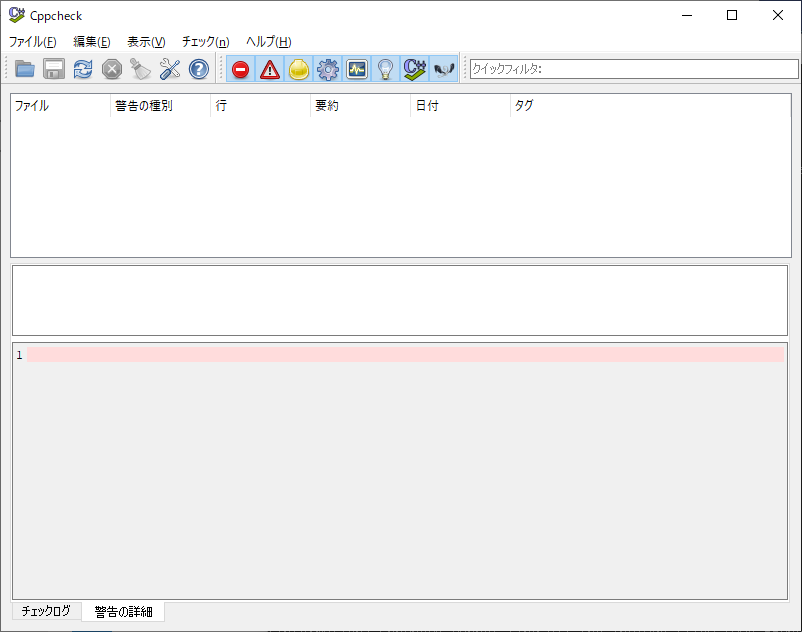 Cppcheck
ファイル(F) 編集(E) 表示(V) チェック(n) ヘルプ(H)
クイックフィルタ:
ファイル 警告の種別 行 要約 日付 タグ
1
チェックログ 警告の詳細